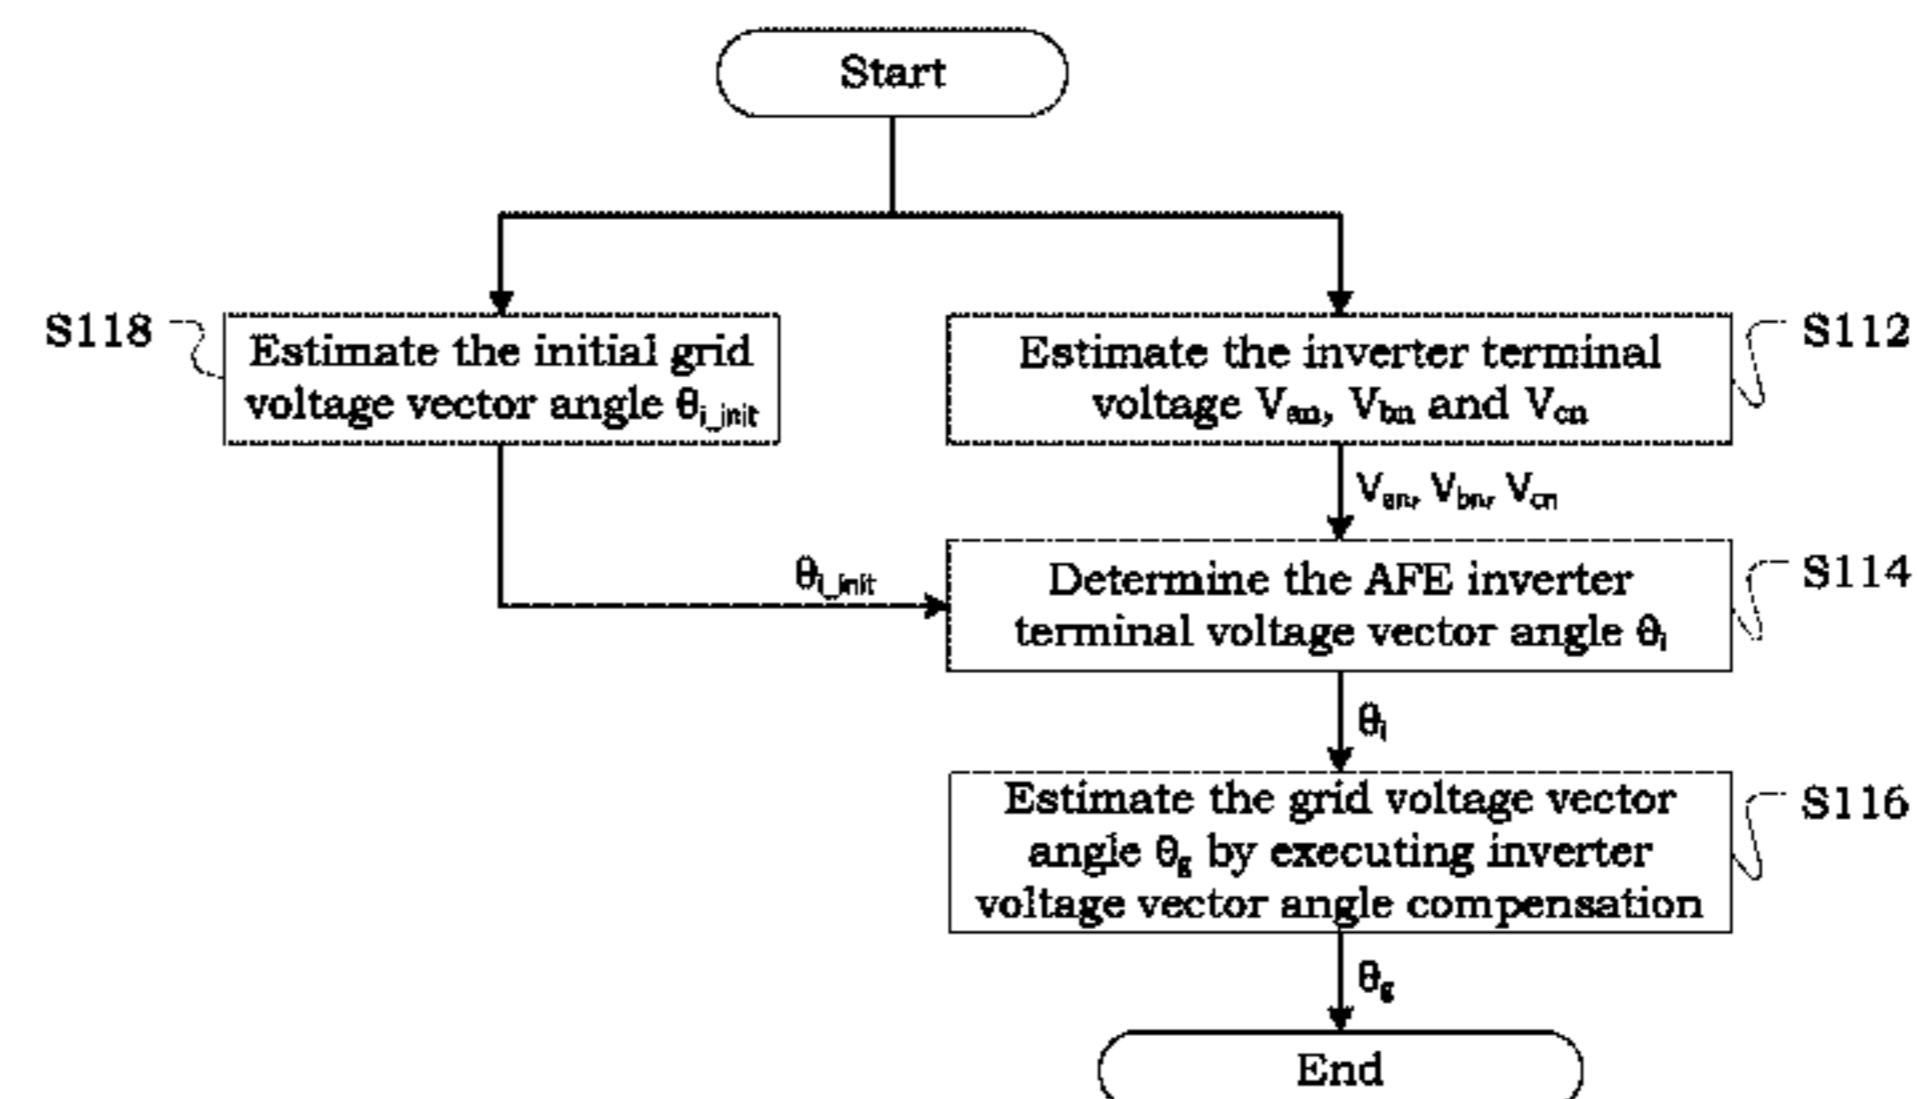 Start
S118
Estimate the initial grid
voltage vector angle θi_init
Estimate the inverter terminal
voltage Van, Vbn and Vcn
S112
Van, Vbn, Vcn
θi_init
Determine the AFE inverter
terminal voltage vector angle θi
S114
θi
Estimate the grid voltage vector
angle θg by executing inverter
voltage vector angle compensation
S116
θg
End